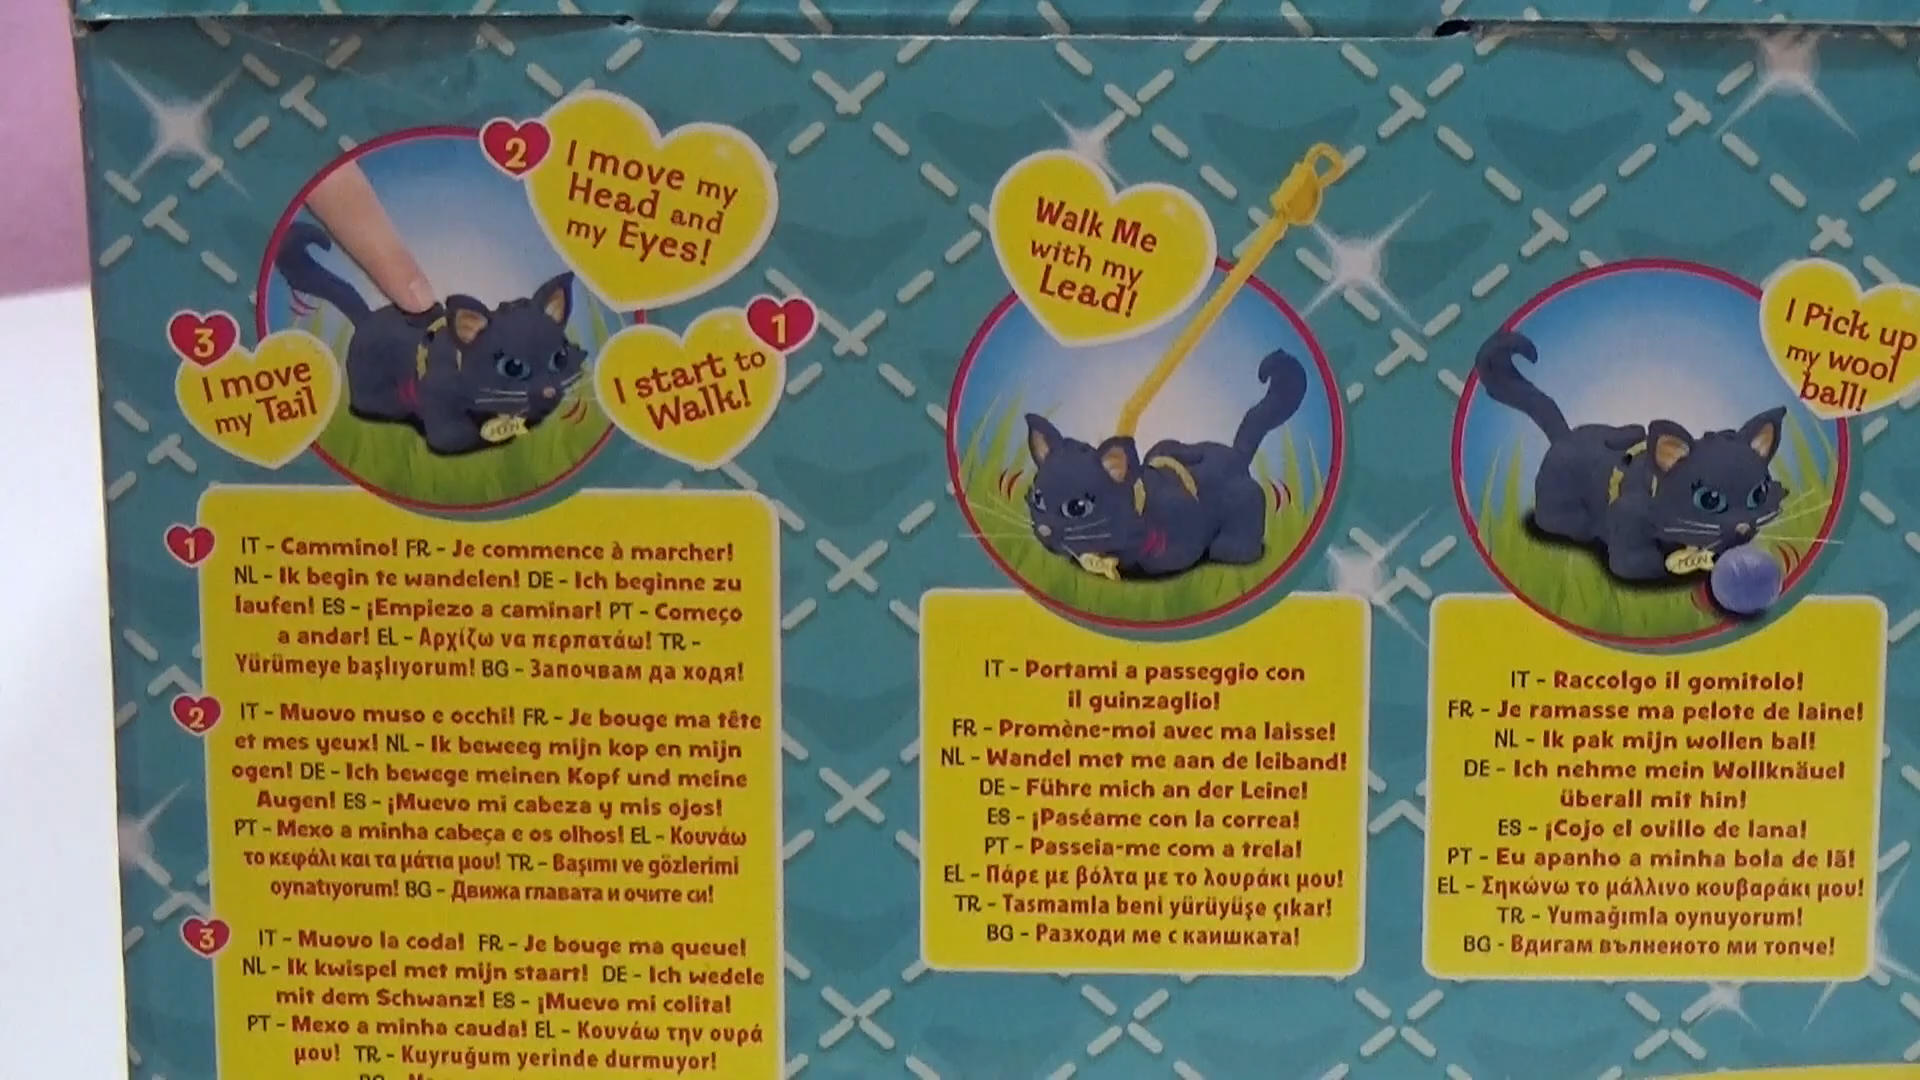 2
I move my
Head and
my Eyes!
3
I move
my Tail
1
I start to
Walk!
Walk Me
with my
Lead!
I Pick up
my wool
ball!
MOON
1
IT - Cammino! FR - Je commence à marcher!
NL - Ik begin te wandelen! DE - Ich beginne zu
laufen! ES - ¡Empiezo a caminar! PT - Começo
a andar! EL - Αρχίζω να περπατάω! TR -
Yürümeye başlıyorum! BG - Започвам да ходя!
2
IT - Muovo muso e occhi! FR - Je bouge ma tête
et mes yeux! NL - Ik beweeg mijn kop en mijn
ogen! DE - Ich bewege meinen Kopf und meine
Augen! ES - ¡Muevo mi cabeza y mis ojos!
PT - Mexo a minha cabeça e os olhos! EL - Κουνάω
το κεφάλι και τα μάτια μου! TR - Başımı ve gözlerimi
oynatıyorum! BG - Движа главата и очите си!
3
IT - Muovo la coda! FR - Je bouge ma queue!
NL - Ik kwispel met mijn staart! DE - Ich wedele
mit dem Schwanz! ES - ¡Muevo mi colita!
PT - Mexo a minha cauda! EL - Κουνάω την ουρά
μου! TR - Kuyruğum yerinde durmuyor!
IT - Portami a passeggio con
il guinzaglio!
FR - Promène-moi avec ma laisse!
NL - Wandel met me aan de leiband!
DE - Führe mich an der Leine!
ES - ¡Paséame con la correa!
PT - Passeia-me com a trela!
EL - Πάρε με βόλτα με το λουράκι μου!
TR - Tasmamla beni yürüyüşe çıkar!
BG - Разходи ме с каишката!
IT - Raccolgo il gomitolo!
FR - Je ramasse ma pelote de laine!
NL - Ik pak mijn wollen bal!
DE - Ich nehme mein Wollknäuel
überall mit hin!
ES - ¡Cojo el ovillo de lana!
PT - Eu apanho a minha bola de lã!
EL - Σηκώνω το μάλλινο κουβαράκι μου!
TR - Yumağımla oynuyorum!
BG - Вдигам вълненото ми топче!